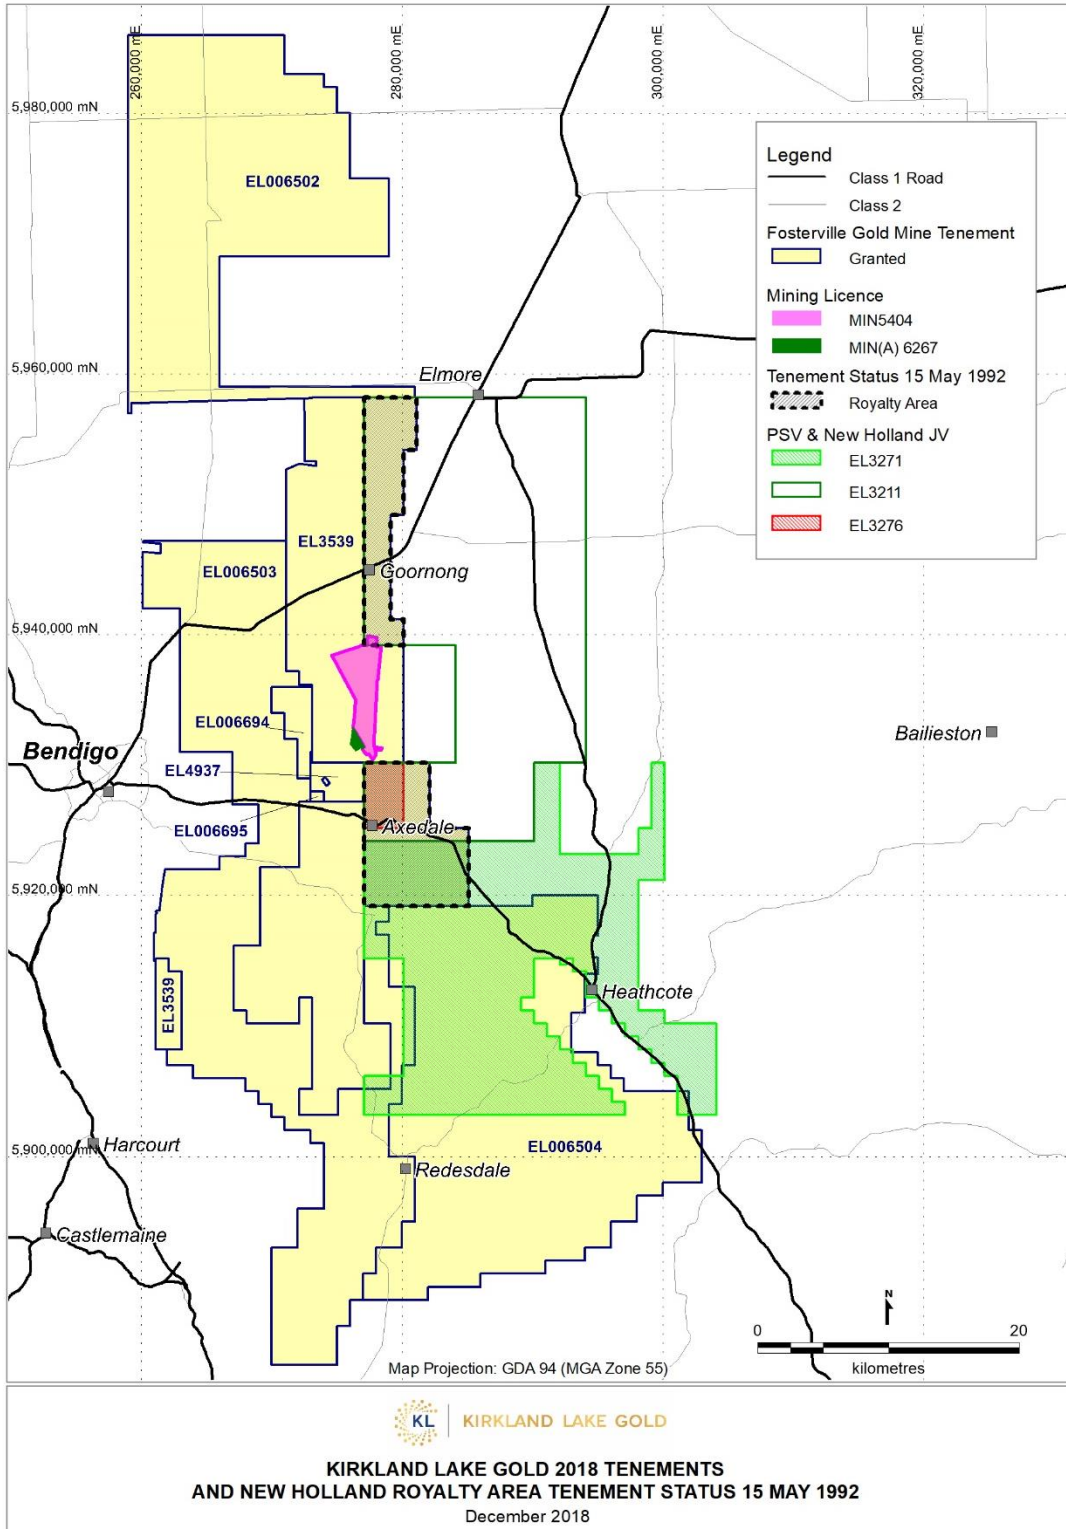 260,000 mE
280,000 mE
300,000 mE
320,000 mE
5,980,000 mN
5,960,000 mN
5,940,000 mN
5,920,000 mN
5,900,000 mN
Legend
Class 1 Road
Class 2
Fosterville Gold Mine Tenement
Granted
Mining Licence
MIN5404
MIN(A) 6267
Tenement Status 15 May 1992
Royalty Area
PSV & New Holland JV
EL3271
EL3211
EL3276
EL006502
Elmore
EL3539
EL006503
Goornong
EL006694
Bendigo
Bailieston
EL4937
EL006695
Axedale
EL3539
Heathcote
Harcourt
EL006504
Redesdale
Castlemaine
N
0 20
kilometres
Map Projection: GDA 94 (MGA Zone 55)
KL KIRKLAND LAKE GOLD
KIRKLAND LAKE GOLD 2018 TENEMENTS
AND NEW HOLLAND ROYALTY AREA TENEMENT STATUS 15 MAY 1992
December 2018